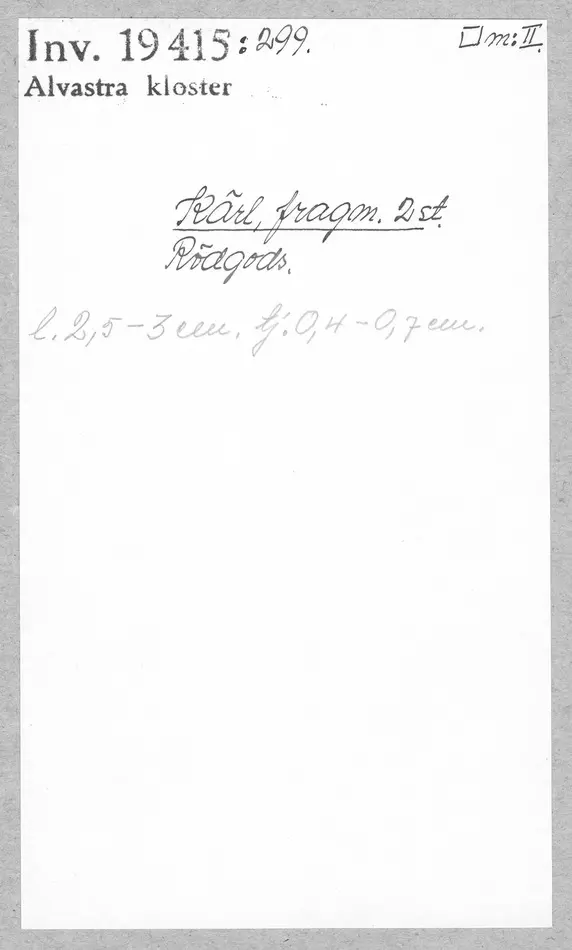 Inv. 19415:299. □m:II.
Alvastra kloster
Kärl, fragm. 2 st.
Rödgods.
l. 2,5-3 cm. tj. 0,4-0,7 cm.